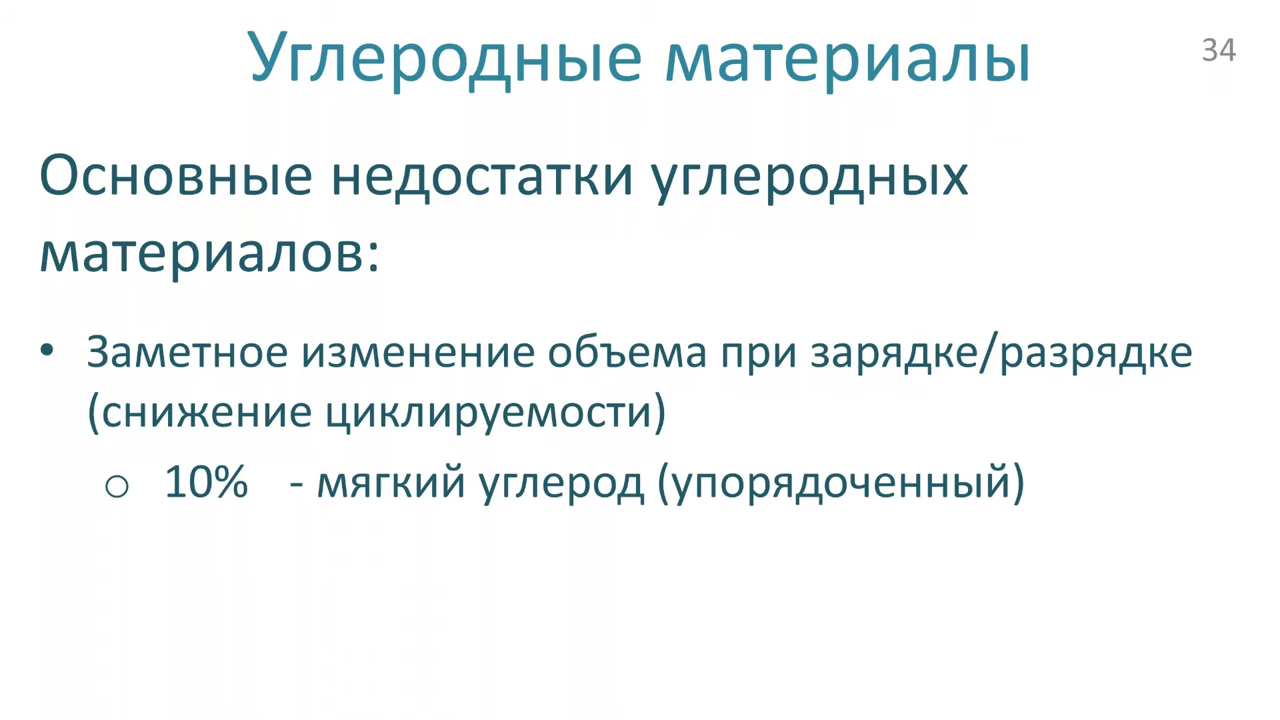 Углеродные материалы
34
Основные недостатки углеродных
материалов:
• Заметное изменение объема при зарядке/разрядке
(снижение циклируемости)
o 10% - мягкий углерод (упорядоченный)